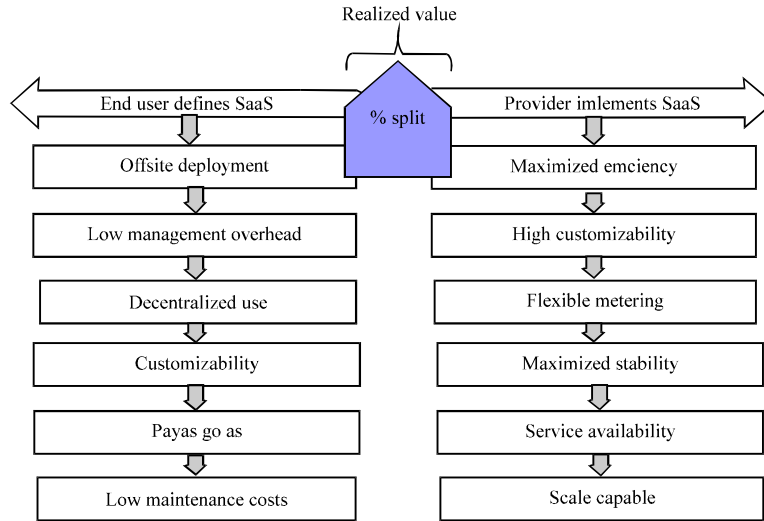 Realized value
% split
End user defines SaaS
Offsite deployment
Low management overhead
Decentralized use
Customizability
Payas go as
Low maintenance costs
Provider imlements SaaS
Maximized emciency
High customizability
Flexible metering
Maximized stability
Service availability
Scale capable